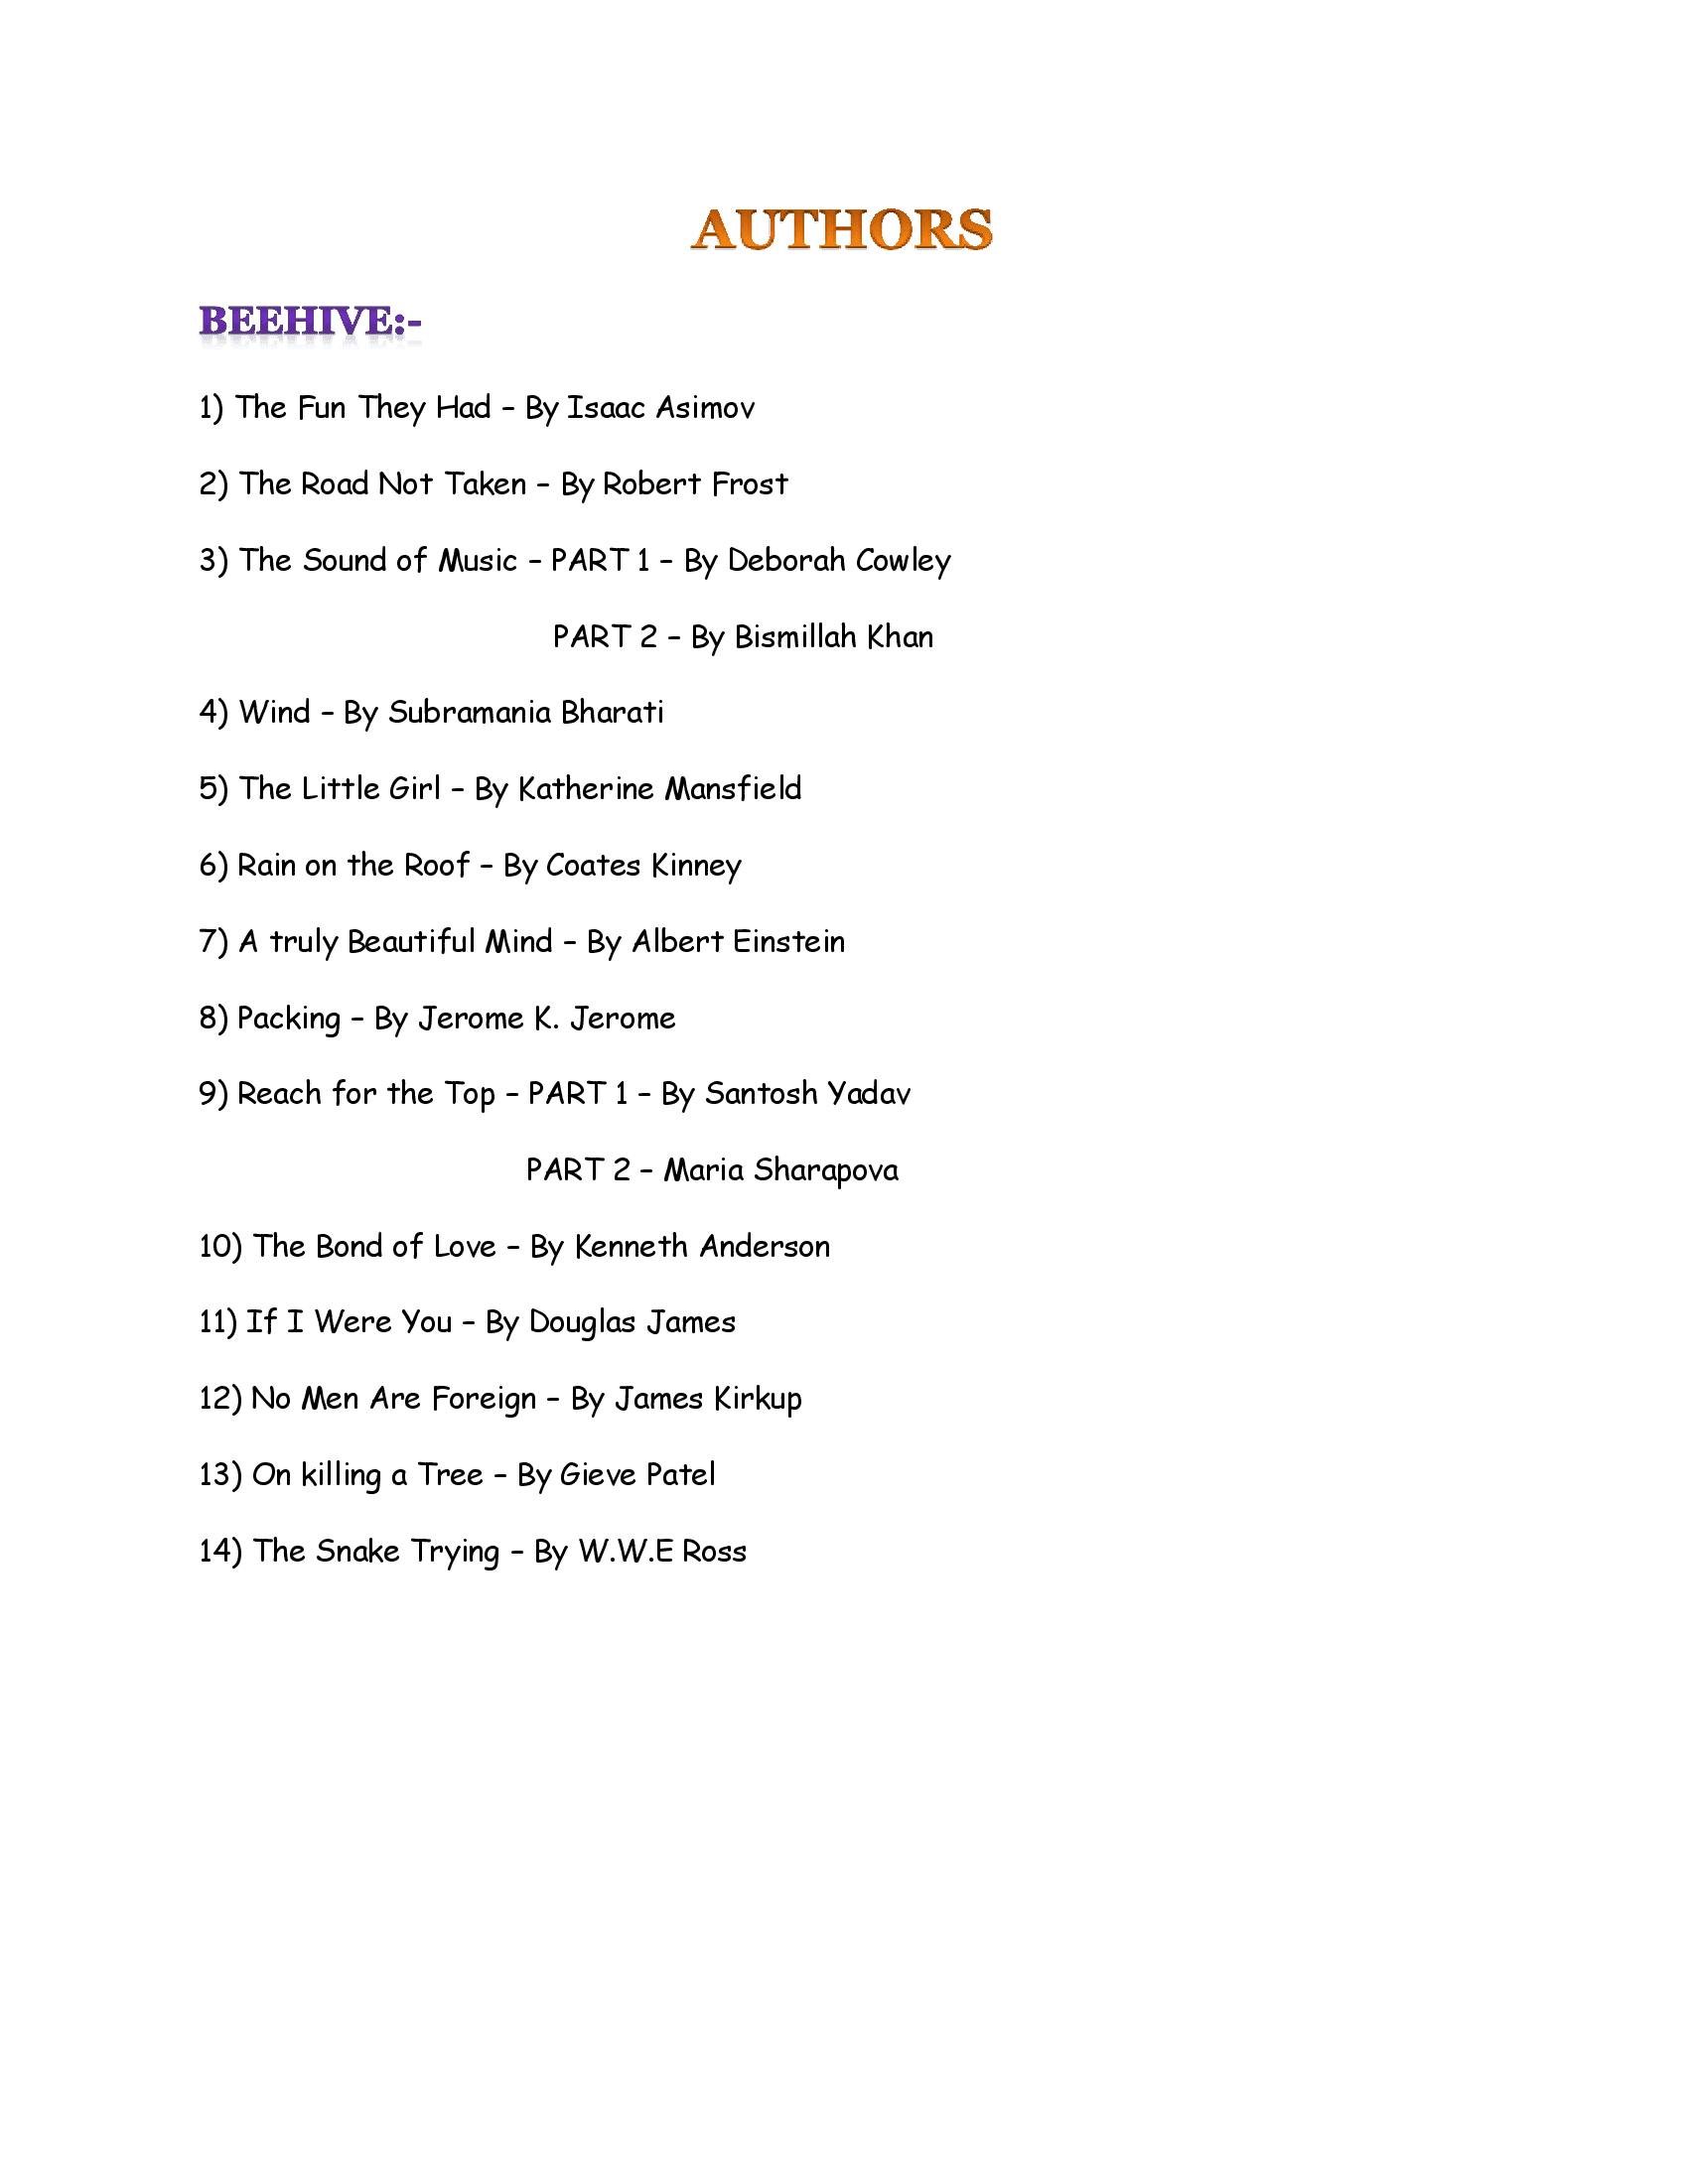 AUTHORS
BEEHIVE:-
1) The Fun They Had – By Isaac Asimov
2) The Road Not Taken – By Robert Frost
3) The Sound of Music – PART 1 – By Deborah Cowley
PART 2 – By Bismillah Khan
4) Wind – By Subramania Bharati
5) The Little Girl – By Katherine Mansfield
6) Rain on the Roof – By Coates Kinney
7) A truly Beautiful Mind – By Albert Einstein
8) Packing – By Jerome K. Jerome
9) Reach for the Top – PART 1 – By Santosh Yadav
PART 2 – Maria Sharapova
10) The Bond of Love – By Kenneth Anderson
11) If I Were You – By Douglas James
12) No Men Are Foreign – By James Kirkup
13) On killing a Tree – By Gieve Patel
14) The Snake Trying – By W.W.E Ross